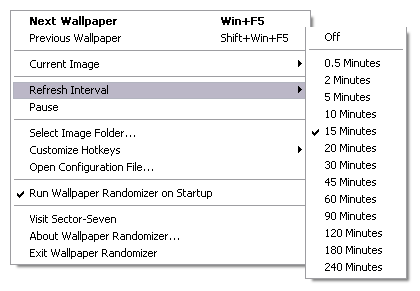 Next Wallpaper Win+F5
Previous Wallpaper Shift+Win+F5
Current Image
Refresh Interval
Pause
Select Image Folder...
Customize Hotkeys
Open Configuration File...
Run Wallpaper Randomizer on Startup
Visit Sector-Seven
About Wallpaper Randomizer...
Exit Wallpaper Randomizer
Off
0.5 Minutes
2 Minutes
5 Minutes
10 Minutes
15 Minutes
20 Minutes
30 Minutes
45 Minutes
60 Minutes
90 Minutes
120 Minutes
180 Minutes
240 Minutes